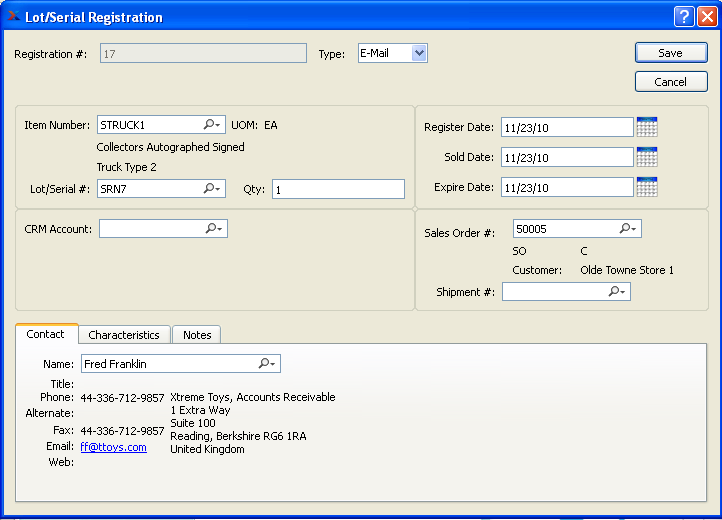 Lot/Serial Registration
Registration #: 17 Type: E-Mail Save
Cancel
Item Number: STRUCK1 UOM: EA
Collectors Autographed Signed
Truck Type 2
Lot/Serial #: SRN7 Qty: 1
Register Date: 11/23/10
Sold Date: 11/23/10
Expire Date: 11/23/10
CRM Account:
Sales Order #: 50005
SO C
Customer: Olde Towne Store 1
Shipment #:
Contact Characteristics Notes
Name: Fred Franklin
Title:
Phone: 44-336-712-9857
Alternate:
Fax: 44-336-712-9857
Email: ff@ttoys.com
Web:
Xtreme Toys, Accounts Receivable
1 Extra Way
Suite 100
Reading, Berkshire RG6 1RA
United Kingdom